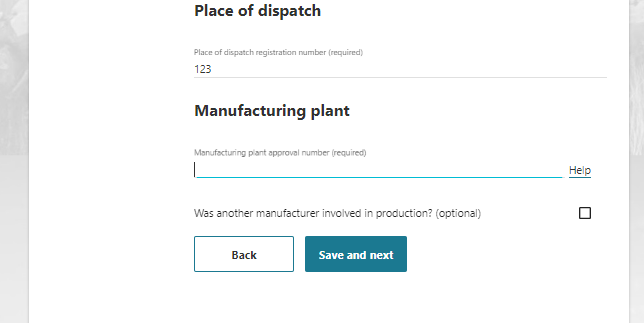 Place of dispatch
Place of dispatch registration number (required)
123
Manufacturing plant
Manufacturing plant approval number (required)
Help
Was another manufacturer involved in production? (optional)
Back
Save and next